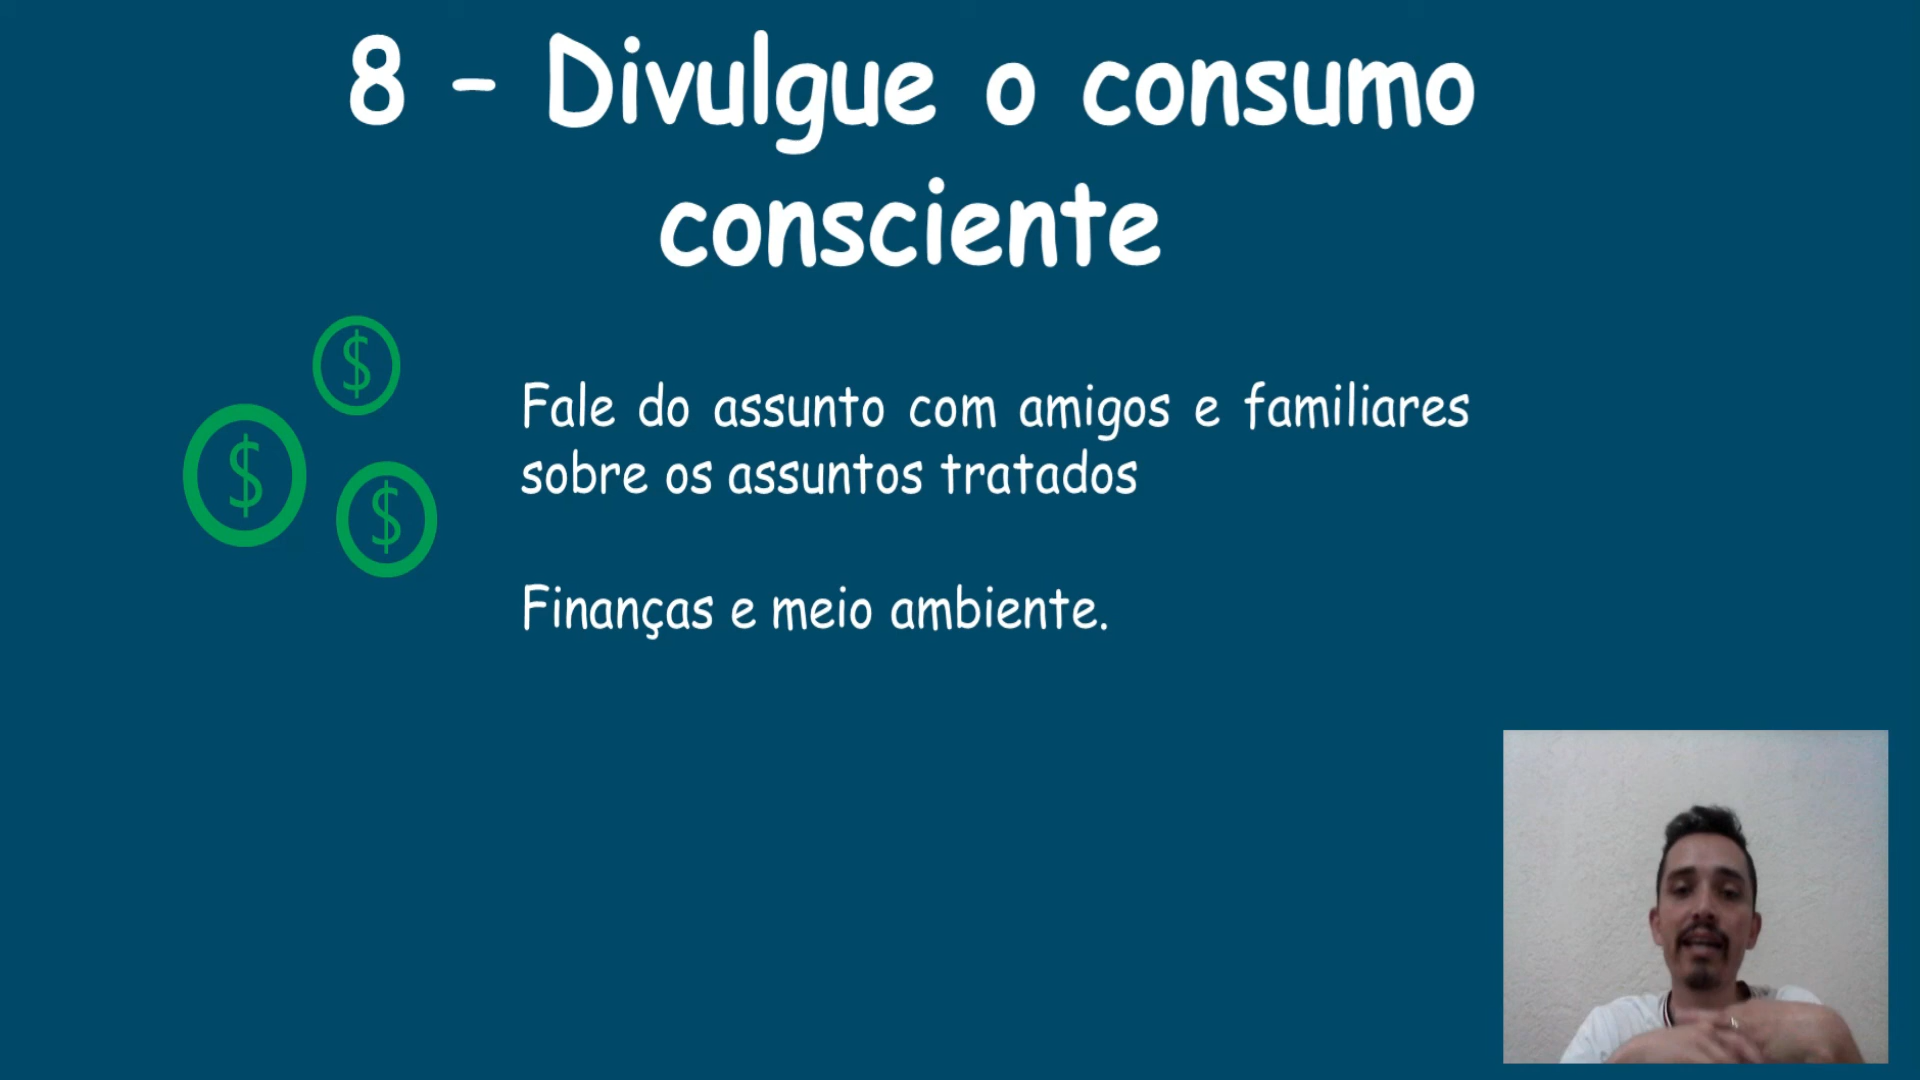 8 - Divulgue o consumo
consciente
$
$
$
Fale do assunto com amigos e familiares
sobre os assuntos tratados
Finanças e meio ambiente.